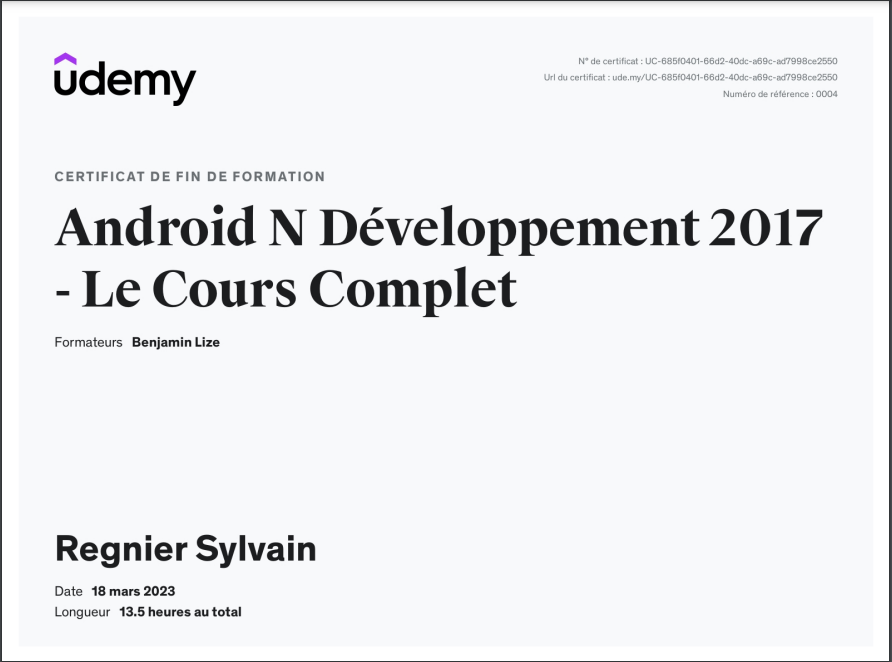 udemy
N° de certificat : UC-685f0401-66d2-40dc-a69c-ad7998ce2550
Url du certificat : ude.my/UC-685f0401-66d2-40dc-a69c-ad7998ce2550
Numéro de référence : 0004
CERTIFICAT DE FIN DE FORMATION
Android N Développement 2017
- Le Cours Complet
Formateurs Benjamin Lize
Regnier Sylvain
Date 18 mars 2023
Longueur 13.5 heures au total